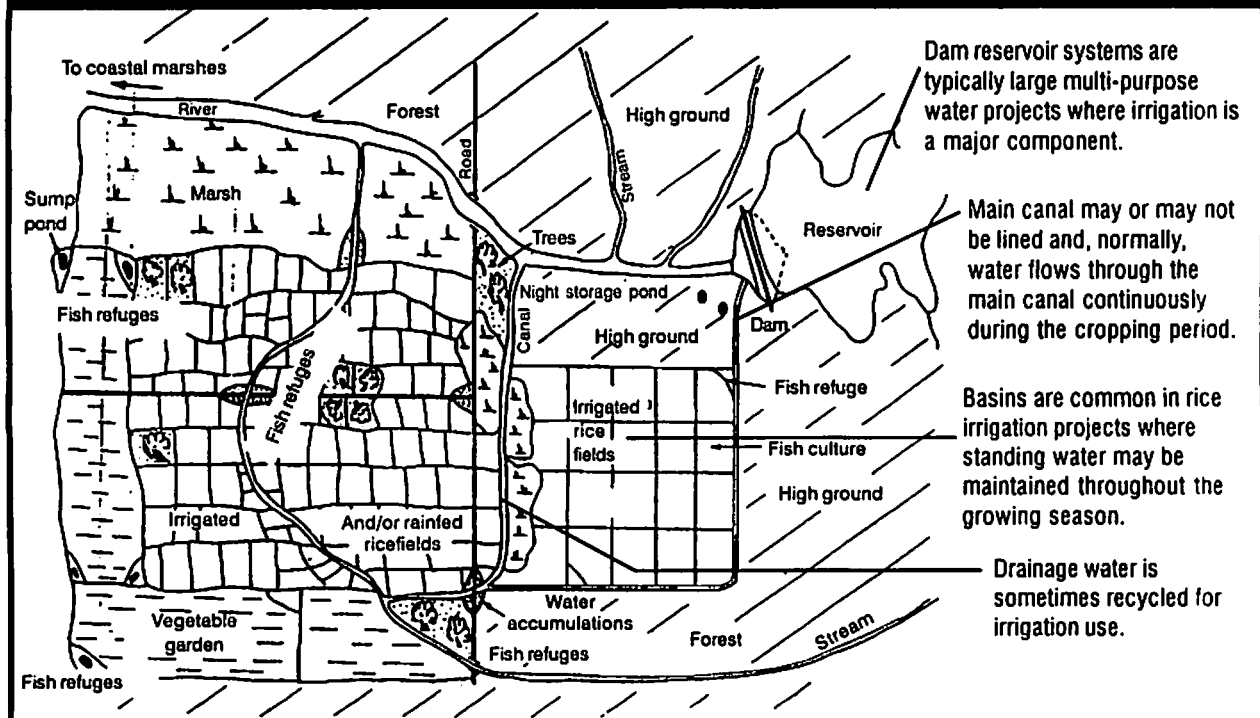 To coastal marshes
River
Forest
High ground
Road
Stream
Marsh
Sump
pond
Trees
Reservoir
Night storage pond
Dam
Fish refuges
Canal
High ground
Fish refuge
Fish refuges
Irrigated
rice
fields
Fish culture
High ground
Irrigated
And/or rainfed
ricefields
Water
accumulations
Vegetable
garden
Forest
Stream
Fish refuges
Fish refuges
Dam reservoir systems are
typically large multi-purpose
water projects where irrigation is
a major component.
Main canal may or may not
be lined and, normally,
water flows through the
main canal continuously
during the cropping period.
Basins are common in rice
irrigation projects where
standing water may be
maintained throughout the
growing season.
Drainage water is
sometimes recycled for
irrigation use.